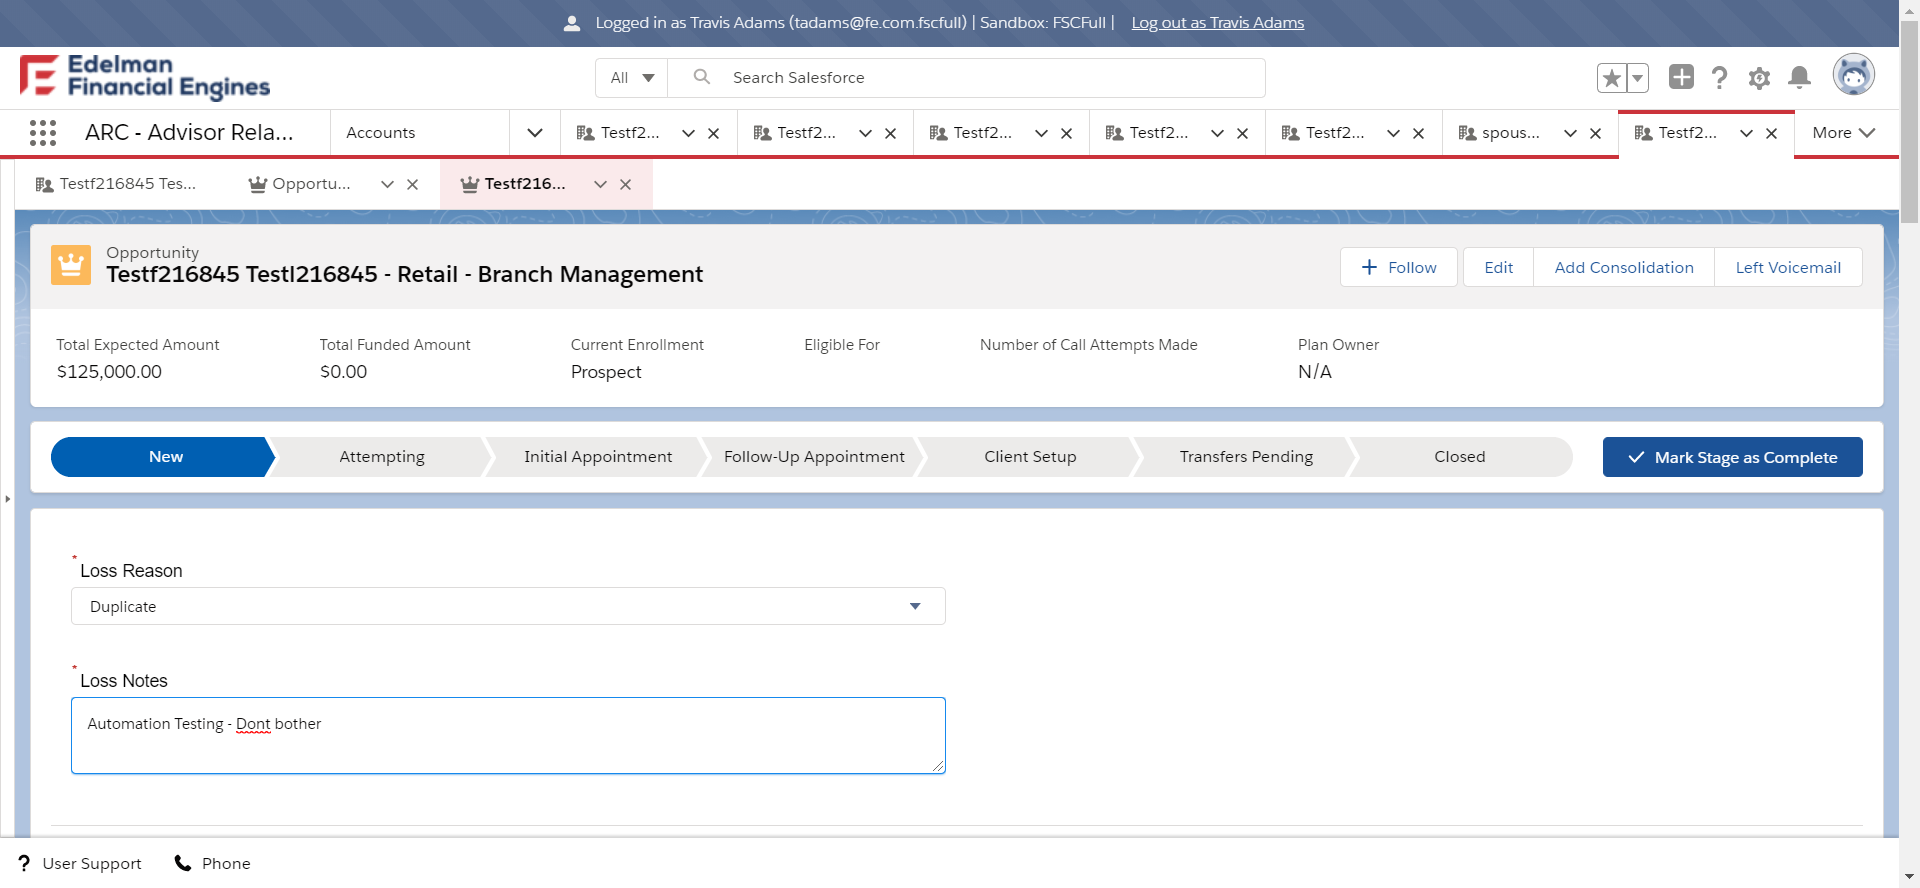 Logged in as Travis Adams (tadams@fe.com.fscfull) | Sandbox: FSCFull | Log out as Travis Adams
Edelman
Financial Engines
All
Search Salesforce
ARC - Advisor Rela...
Accounts
Testf2...
Testf2...
Testf2...
Testf2...
Testf2...
spous...
Testf2...
More
Testf216845 Tes...
Opportu...
Testf216...
Opportunity
Testf216845 Testl216845 - Retail - Branch Management
Follow
Edit
Add Consolidation
Left Voicemail
Total Expected Amount
$125,000.00
Total Funded Amount
$0.00
Current Enrollment
Prospect
Eligible For
Number of Call Attempts Made
Plan Owner
N/A
New
Attempting
Initial Appointment
Follow-Up Appointment
Client Setup
Transfers Pending
Closed
Mark Stage as Complete
* Loss Reason
Duplicate
* Loss Notes
Automation Testing - Dont bother
? User Support
Phone